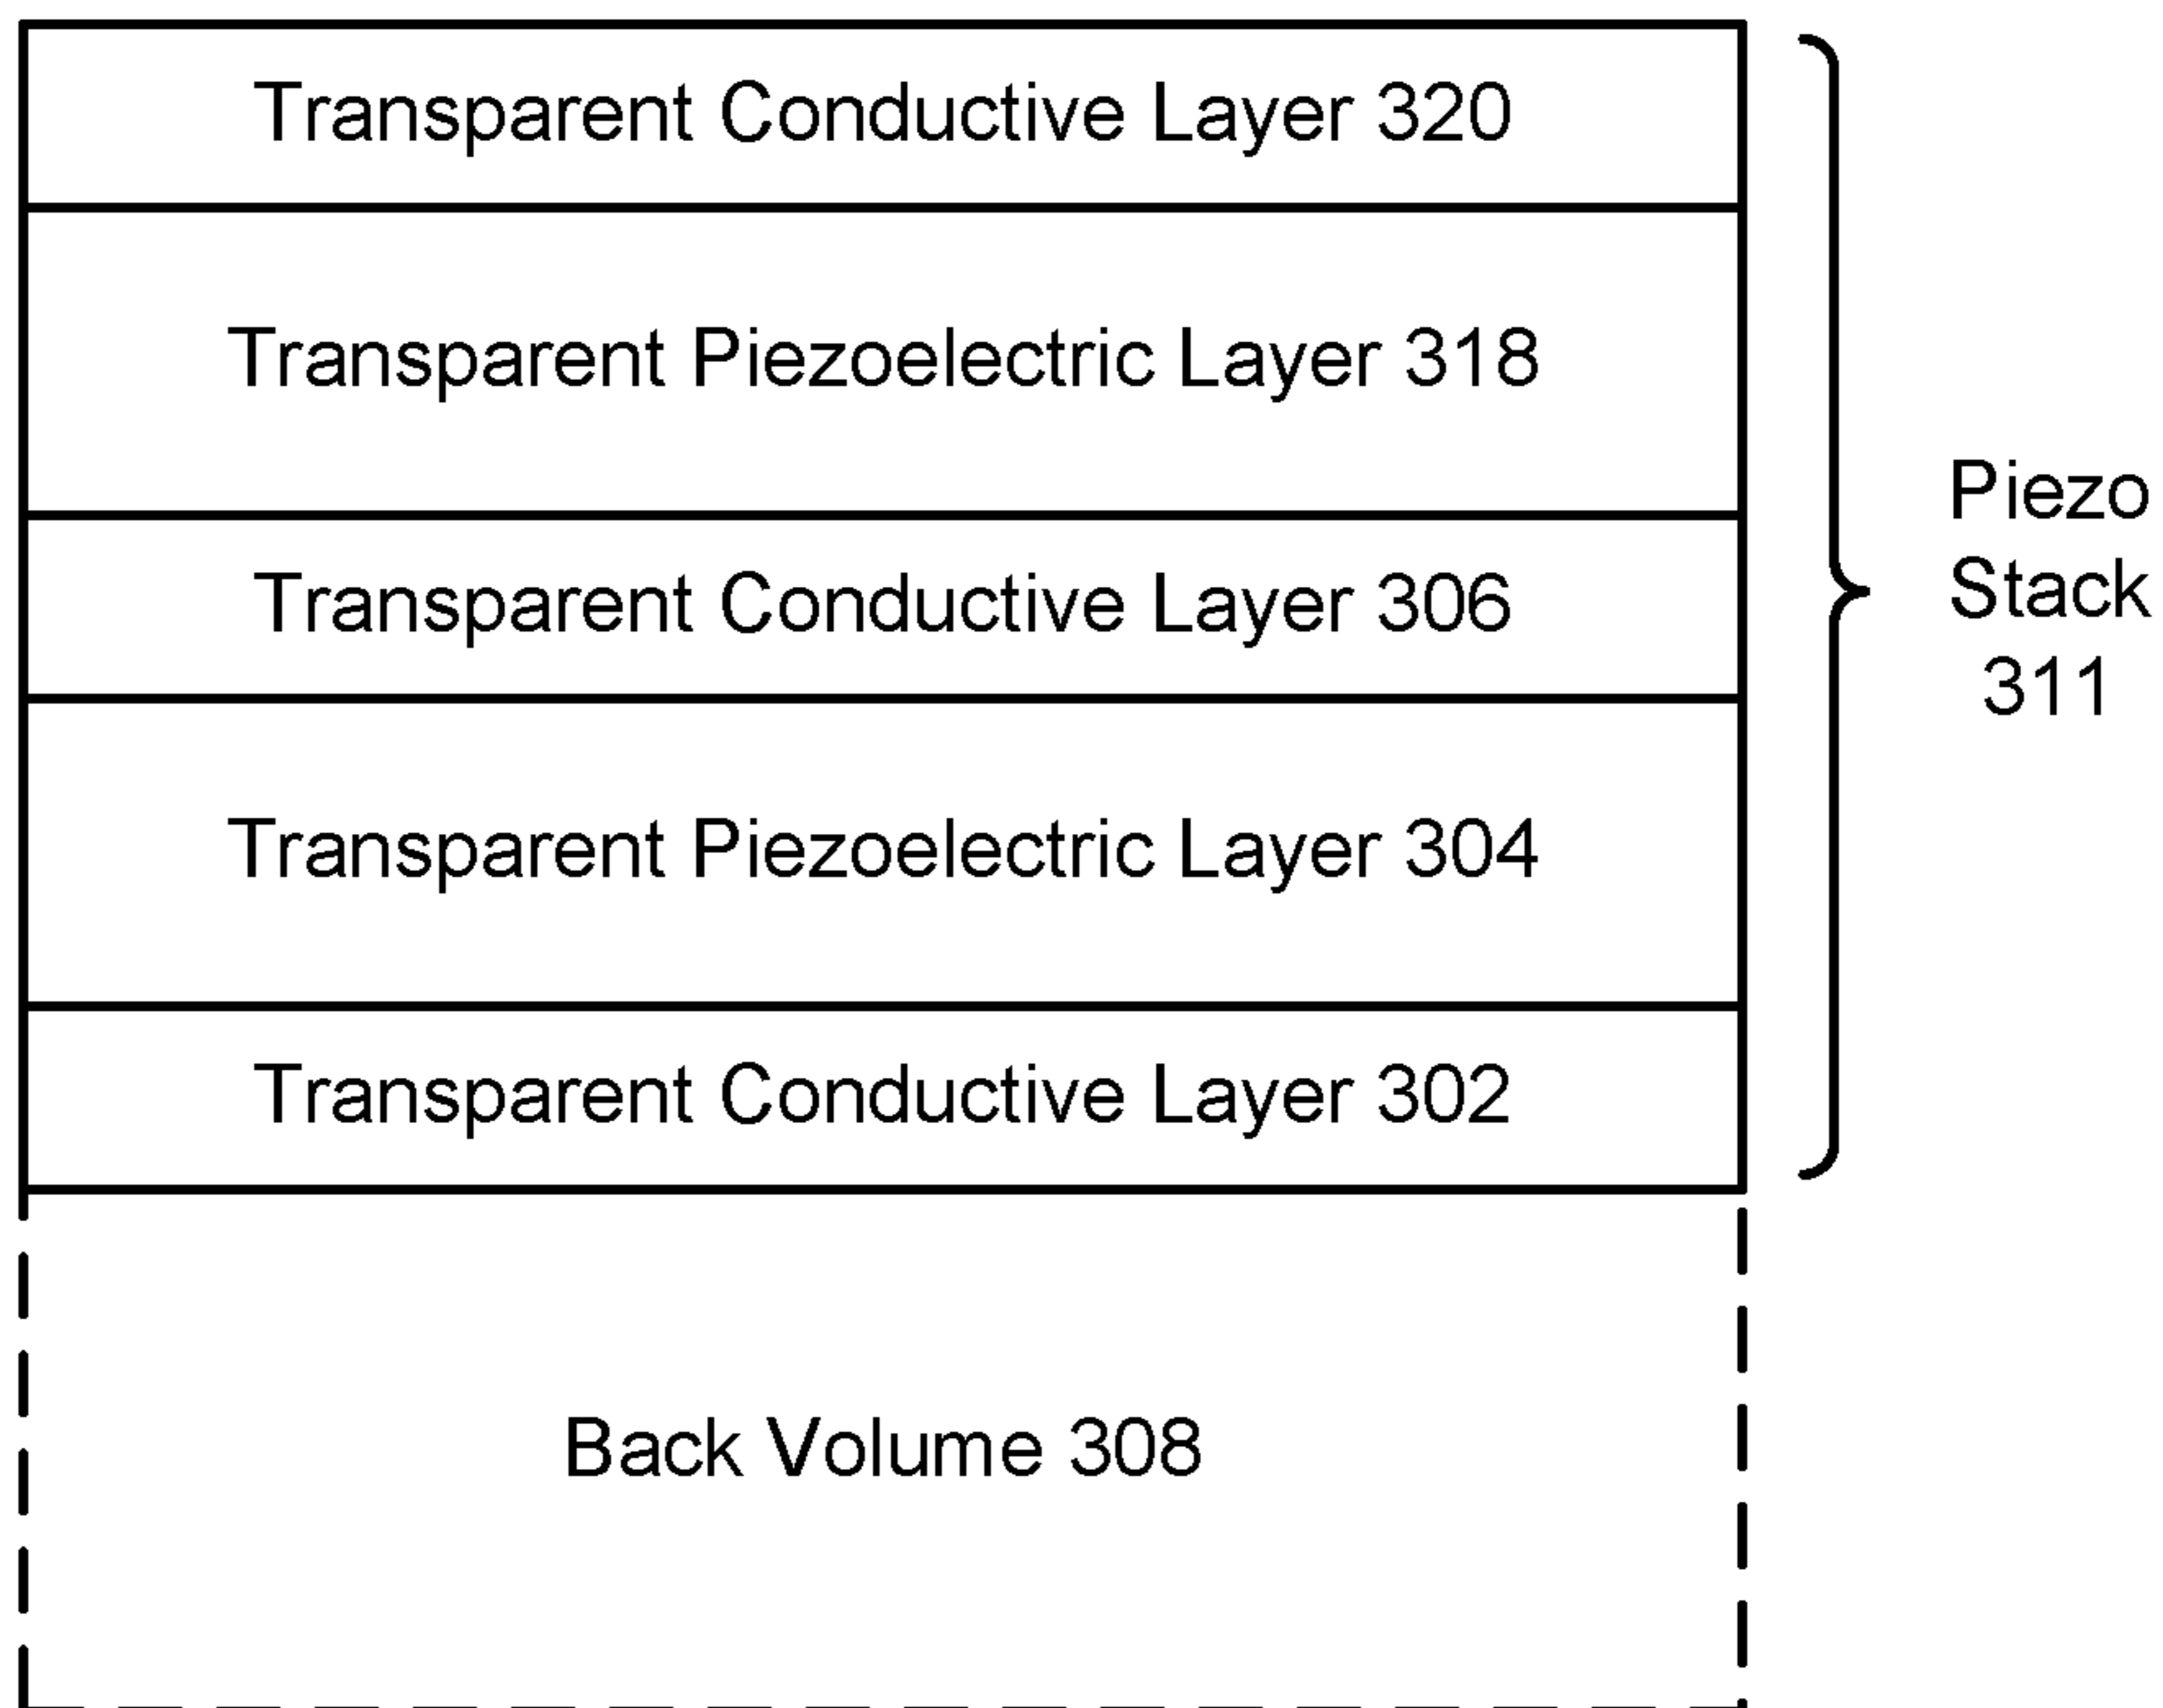 Transparent Conductive Layer 320
Transparent Piezoelectric Layer 318
Transparent Conductive Layer 306
Transparent Piezoelectric Layer 304
Transparent Conductive Layer 302
Back Volume 308
Piezo
Stack
311